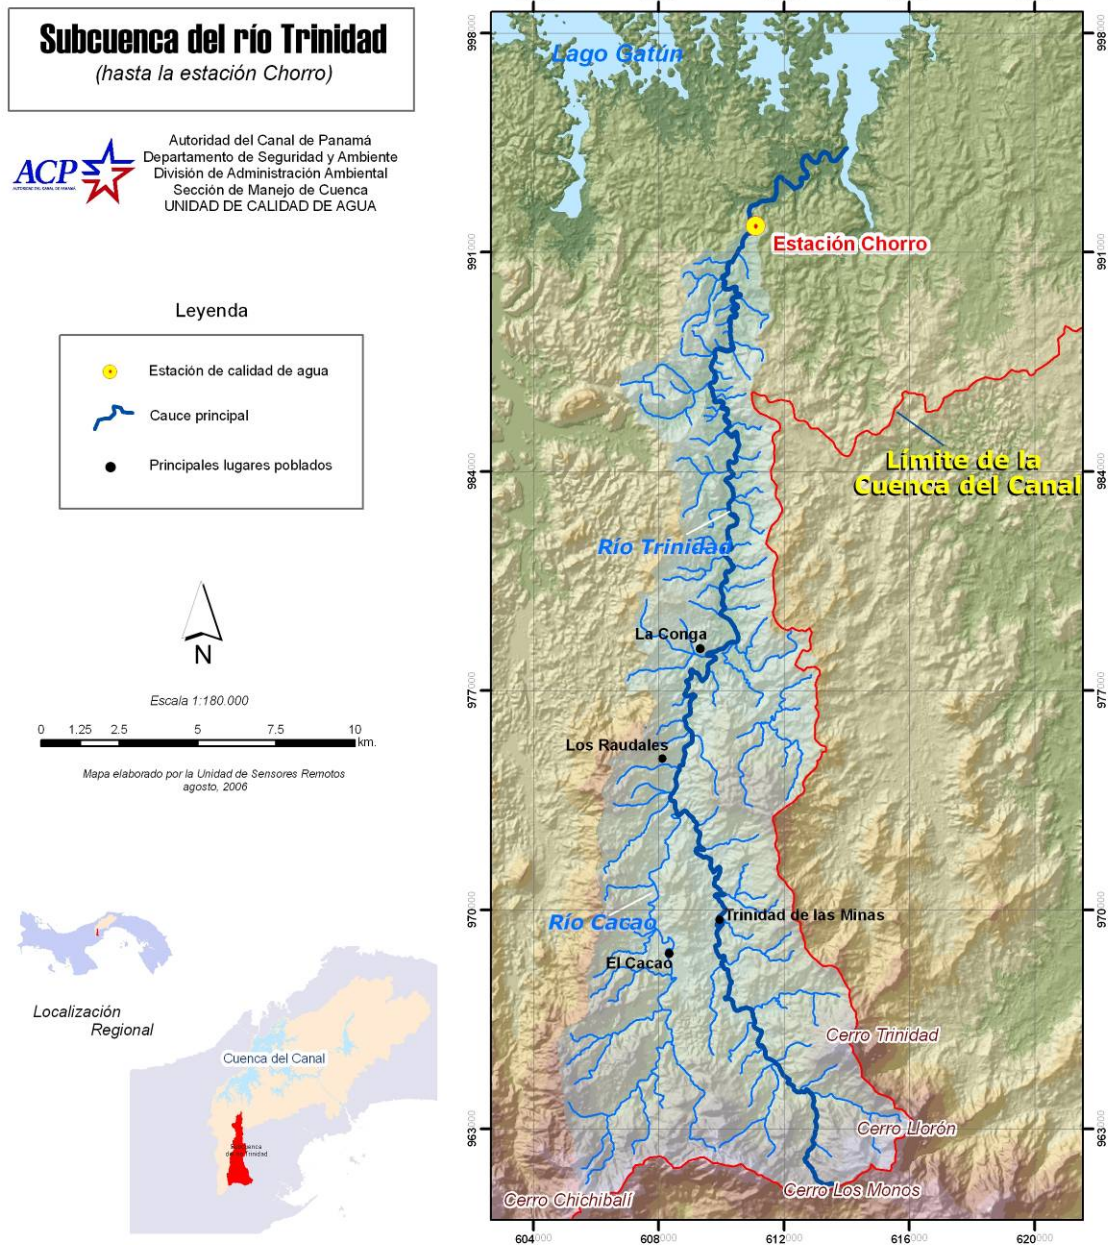 Subcuenca del río Trinidad
(hasta la estación Chorro)
ACP
Autoridad del Canal de Panamá
Departamento de Seguridad y Ambiente
División de Administración Ambiental
Sección de Manejo de Cuenca
UNIDAD DE CALIDAD DE AGUA
Leyenda
Estación de calidad de agua
Cauce principal
Principales lugares poblados
N
Escala 1:180.000
0 1.25 2.5 5 7.5 10
km.
Mapa elaborado por la Unidad de Sensores Remotos
agosto, 2006
Localización
Regional
Cuenca del Canal
Lago Gatún
Estación Chorro
Límite de la
Cuenca del Canal
Río Trinidad
La Conga
Los Raudales
Río Cacao
Trinidad de las Minas
El Cacao
Cerro Trinidad
Cerro Llorón
Cerro Los Monos
Cerro Chichibalí
998000
991000
984000
977000
970000
963000
998000
991000
984000
977000
970000
963000
604000 608000 612000 616000 620000